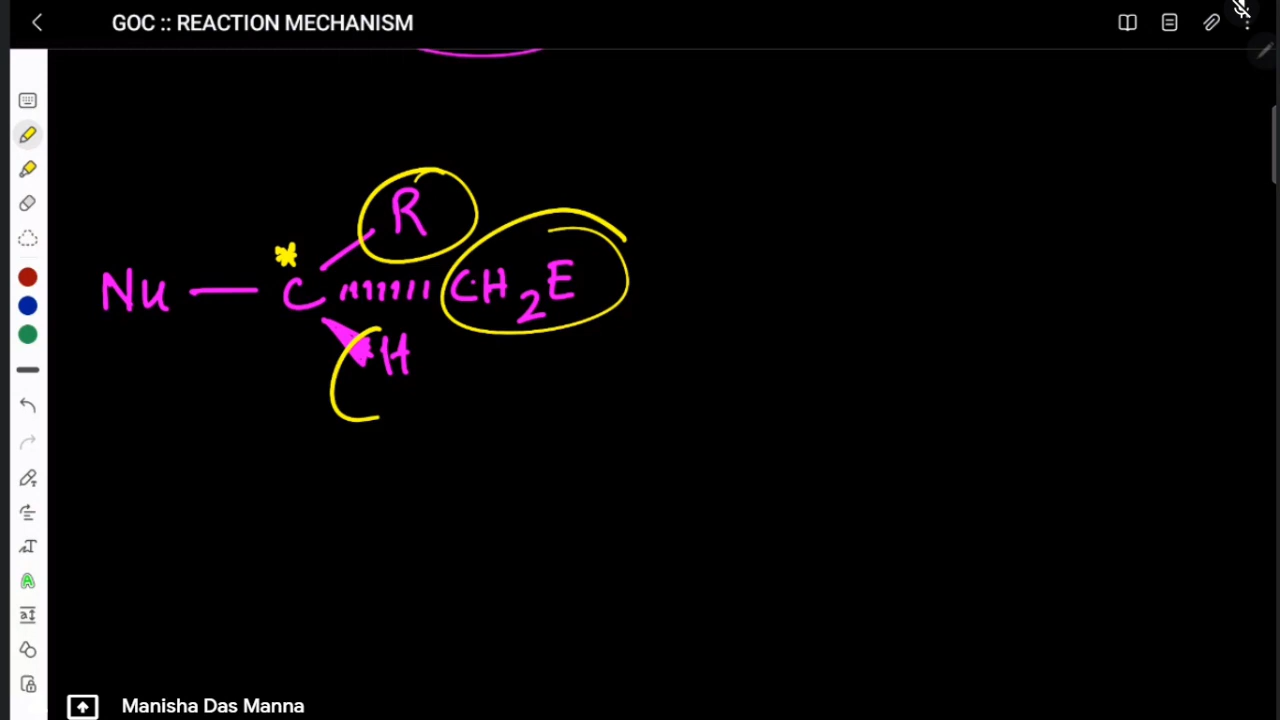 GOC :: REACTION MECHANISM
R
*
Nu — C CH2E
H
Manisha Das Manna